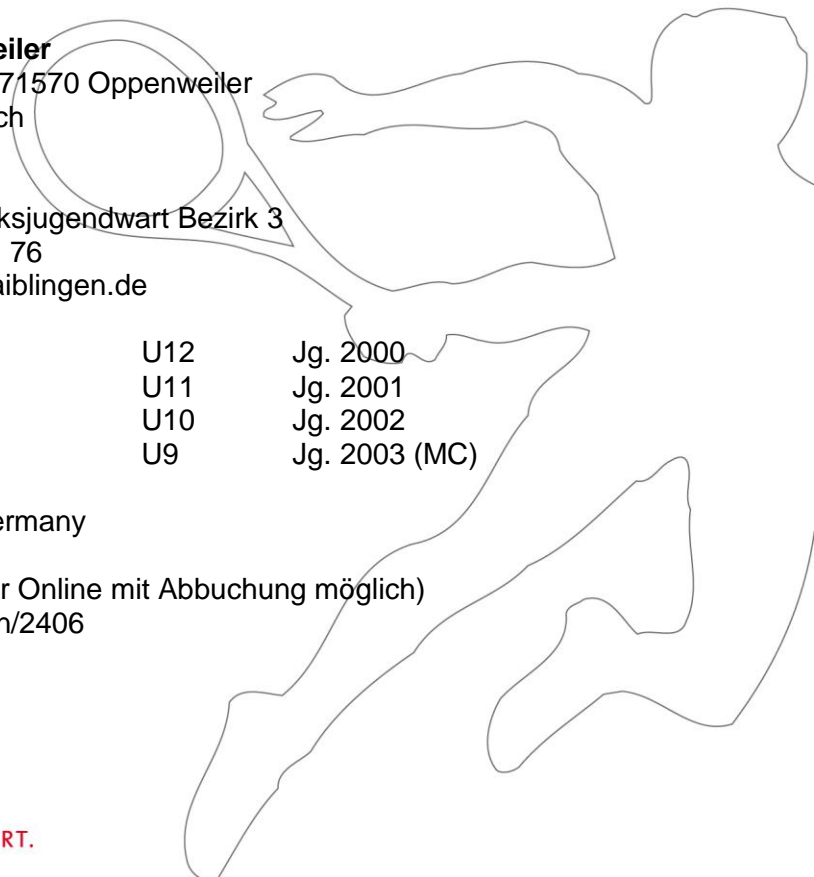 eiler
71570 Oppenweiler
ch
ksjugendwart Bezirk 3
76
aiblingen.de
U12 Jg. 2000
U11 Jg. 2001
U10 Jg. 2002
U9 Jg. 2003 (MC)
ermany
r Online mit Abbuchung möglich)
n/2406
RT.